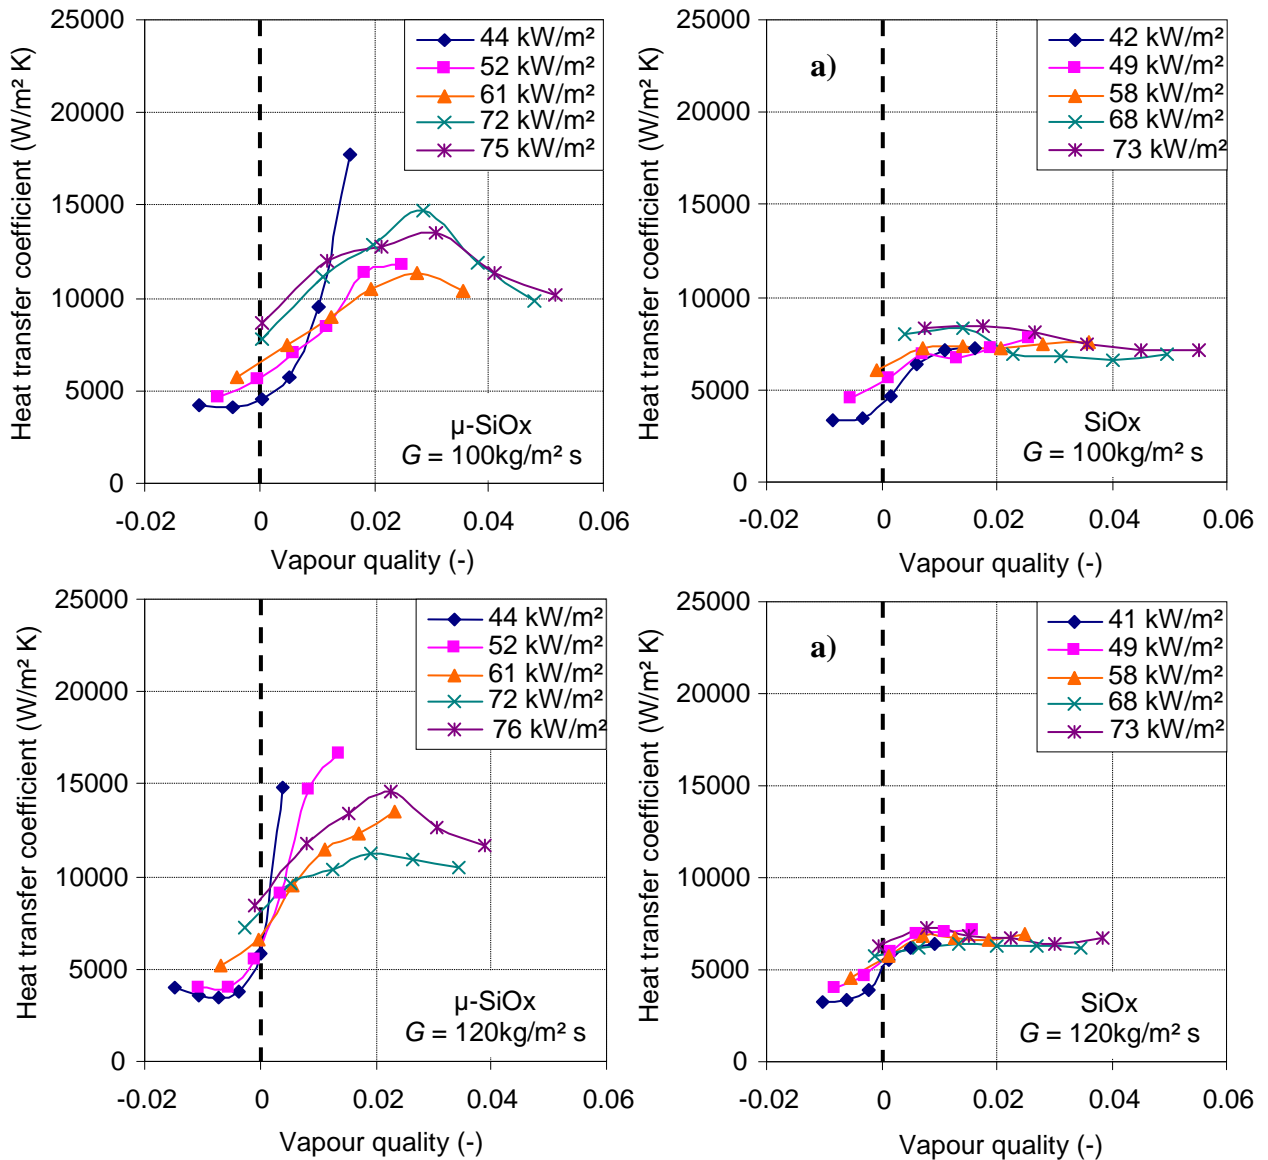 Heat transfer coefficient (W/m² K)
25000
20000
15000
10000
5000
0
44 kW/m²
52 kW/m²
61 kW/m²
72 kW/m²
75 kW/m²
µ-SiOx
G = 100kg/m² s
-0.02 0 0.02 0.04 0.06
Vapour quality (-)
Heat transfer coefficient (W/m² K)
25000
20000
15000
10000
5000
0
a)
42 kW/m²
49 kW/m²
58 kW/m²
68 kW/m²
73 kW/m²
SiOx
G = 100kg/m² s
-0.02 0 0.02 0.04 0.06
Vapour quality (-)
Heat transfer coefficient (W/m² K)
25000
20000
15000
10000
5000
0
44 kW/m²
52 kW/m²
61 kW/m²
72 kW/m²
76 kW/m²
µ-SiOx
G = 120kg/m² s
-0.02 0 0.02 0.04 0.06
Vapour quality (-)
Heat transfer coefficient (W/m² K)
25000
20000
15000
10000
5000
0
a)
41 kW/m²
49 kW/m²
58 kW/m²
68 kW/m²
73 kW/m²
SiOx
G = 120kg/m² s
-0.02 0 0.02 0.04 0.06
Vapour quality (-)